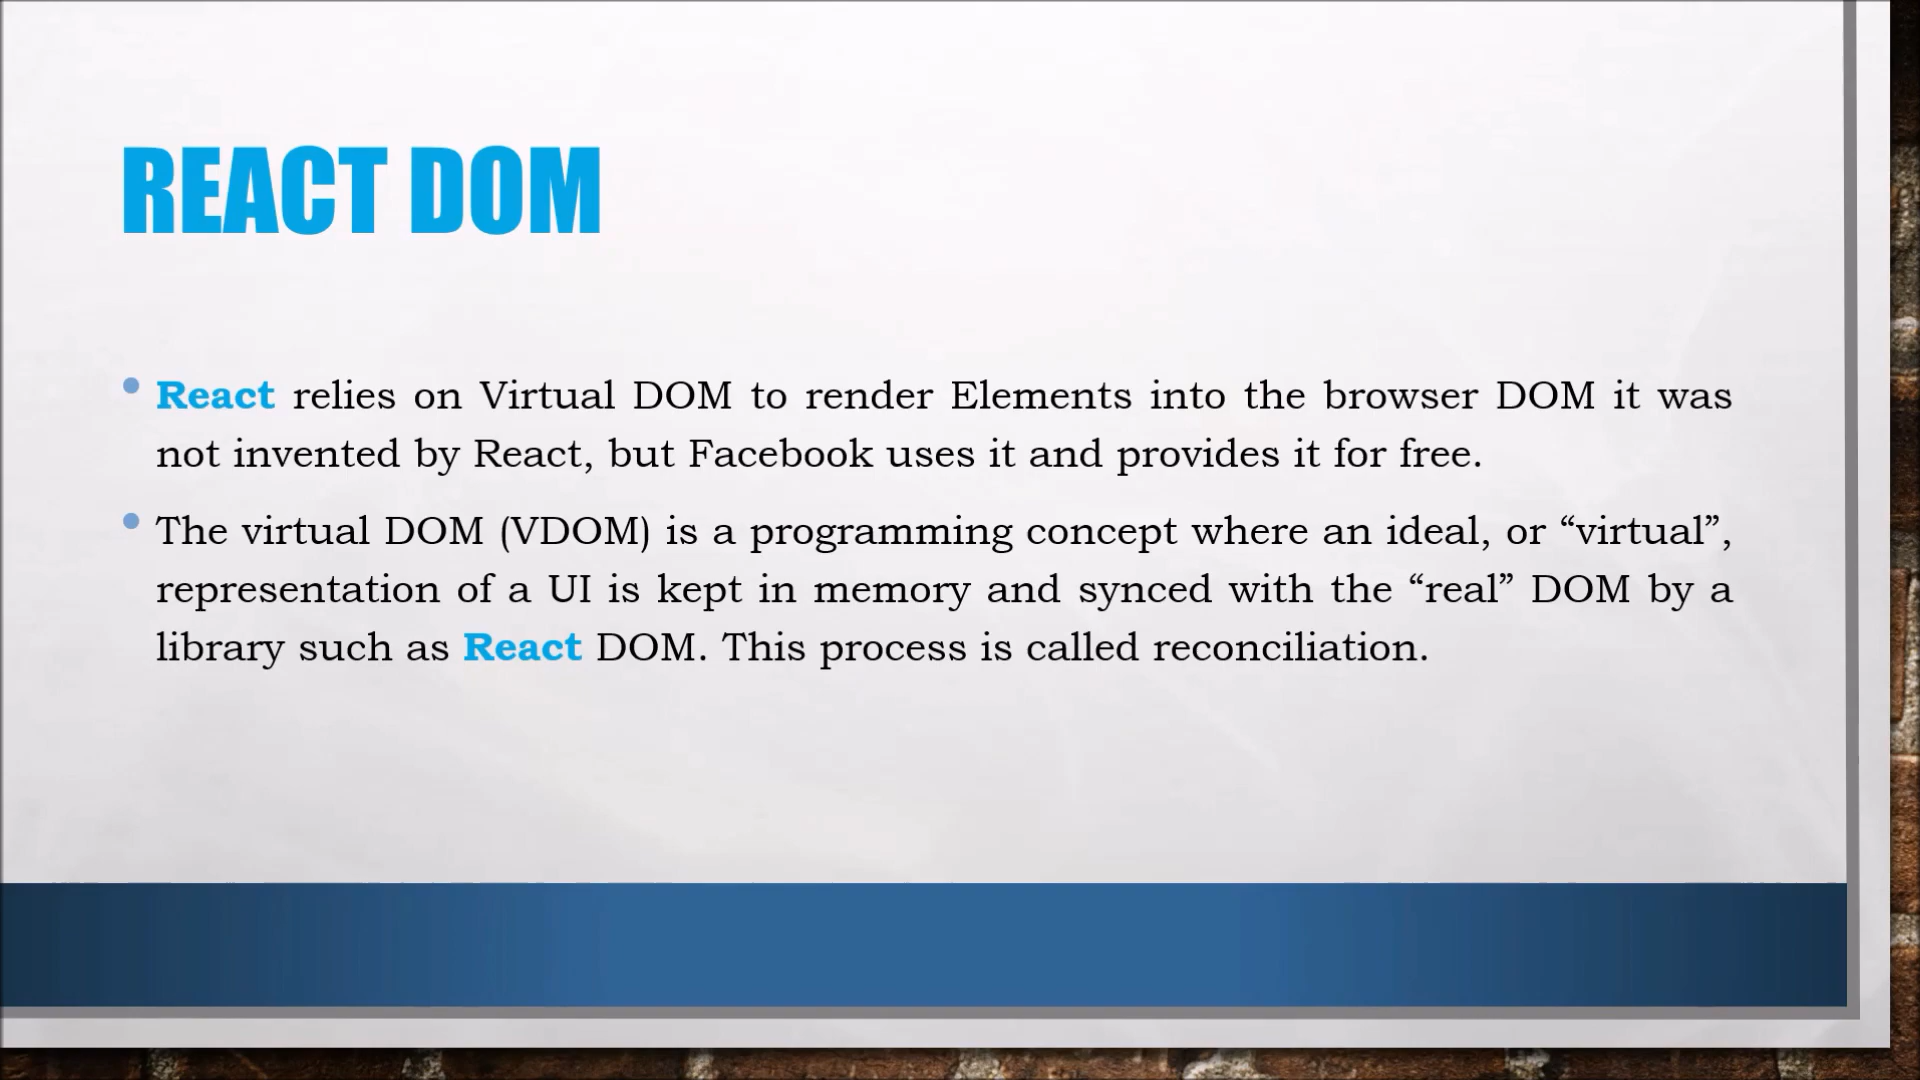 REACT DOM
• React relies on Virtual DOM to render Elements into the browser DOM it was
not invented by React, but Facebook uses it and provides it for free.
• The virtual DOM (VDOM) is a programming concept where an ideal, or “virtual”,
representation of a UI is kept in memory and synced with the “real” DOM by a
library such as React DOM. This process is called reconciliation.